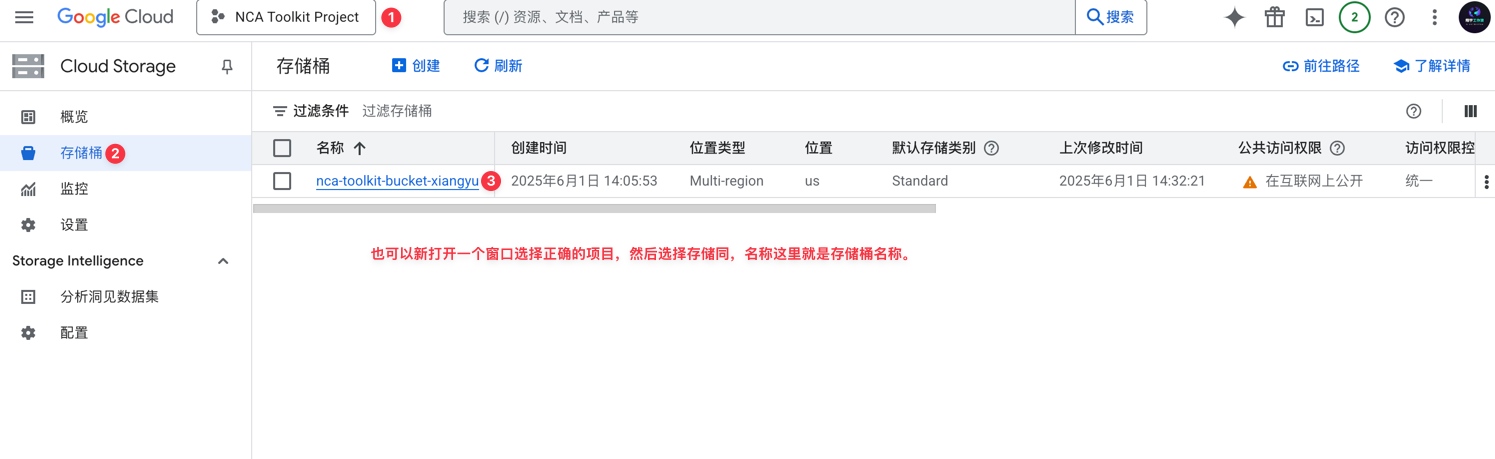 Google Cloud
NCA Toolkit Project
1
搜索 (/) 资源、文档、产品等
搜索
2
Cloud Storage
存储桶
创建
刷新
前往路径
了解详情
概览
存储桶 2
监控
设置
Storage Intelligence
分析洞见数据集
配置
过滤条件 过滤存储桶
名称 创建时间 位置类型 位置 默认存储类别 上次修改时间 公共访问权限 访问权限控
nca-toolkit-bucket-xiangyu 3 2025年6月1日 14:05:53 Multi-region us Standard 2025年6月1日 14:32:21 在互联网上公开 统一
也可以新打开一个窗口选择正确的项目，然后选择存储同，名称这里就是存储桶名称。